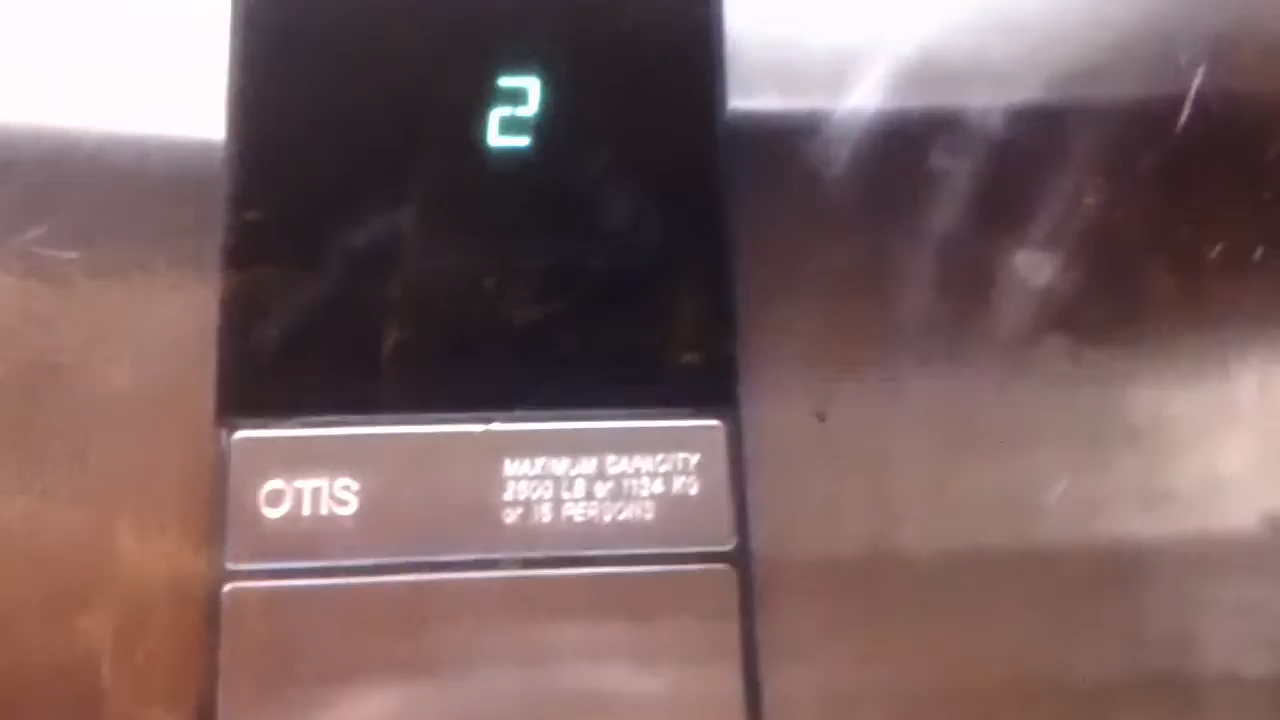 2
OTIS
MAXIMUM CAPACITY
2500 LB or 1134 KG
or 15 PERSONS